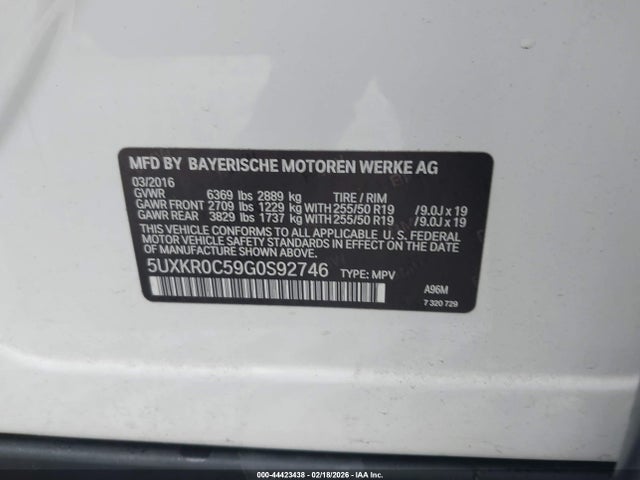 MFD BY BAYERISCHE MOTOREN WERKE AG
03/2016
GVWR 6369 lbs 2889 kg TIRE / RIM
GAWR FRONT 2709 lbs 1229 kg WITH 255/50 R19 /9.0J x 19
GAWR REAR 3829 lbs 1737 kg WITH 255/50 R19 /9.0J x 19
THIS VEHICLE CONFORMS TO ALL APPLICABLE U.S. FEDERAL
MOTOR VEHICLE SAFETY STANDARDS IN EFFECT ON THE DATE
OF MANUFACTURE SHOWN ABOVE.
5UXKR0C59G0S92746 TYPE: MPV
A96M
7 320 729
000-44423438 - 02/18/2026 - IAA Inc.